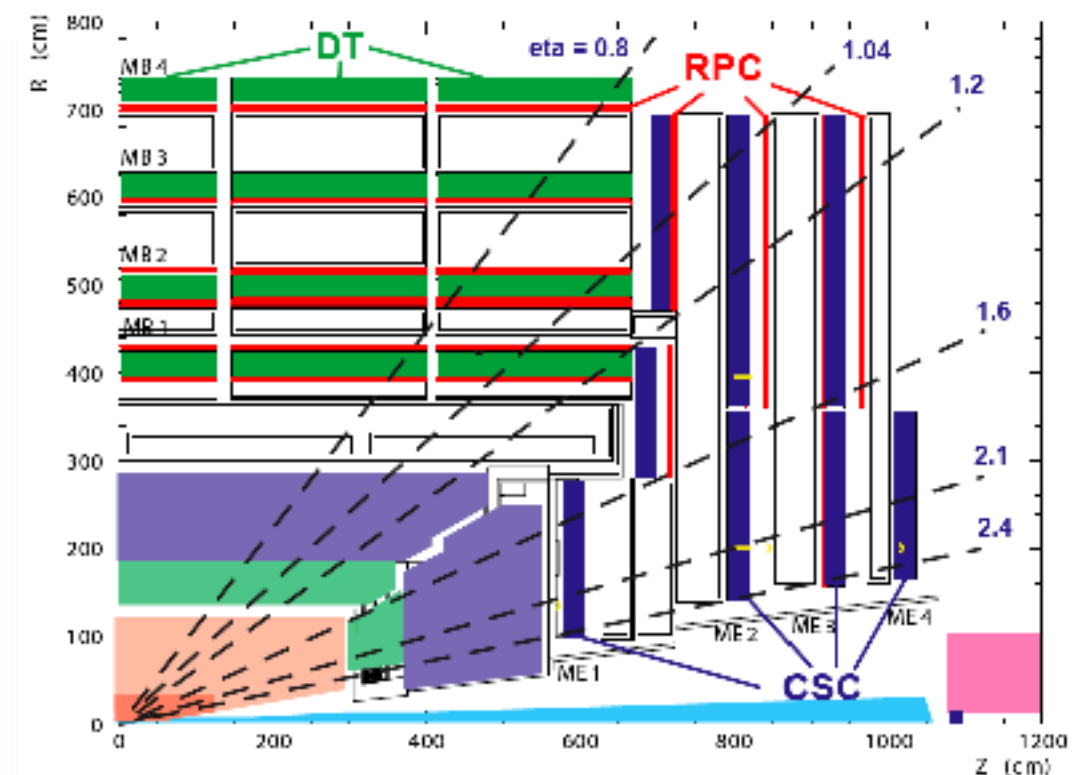 R (cm)
800
700
600
500
400
300
200
100
0
DT
eta = 0.8
1.04
RPC
1.2
MB 4
MB 3
MB 2
MB 1
1.6
2.1
2.4
ME 1
ME 2
ME 3
ME 4
CSC
0
200
400
600
800
1000
1200
Z (cm)